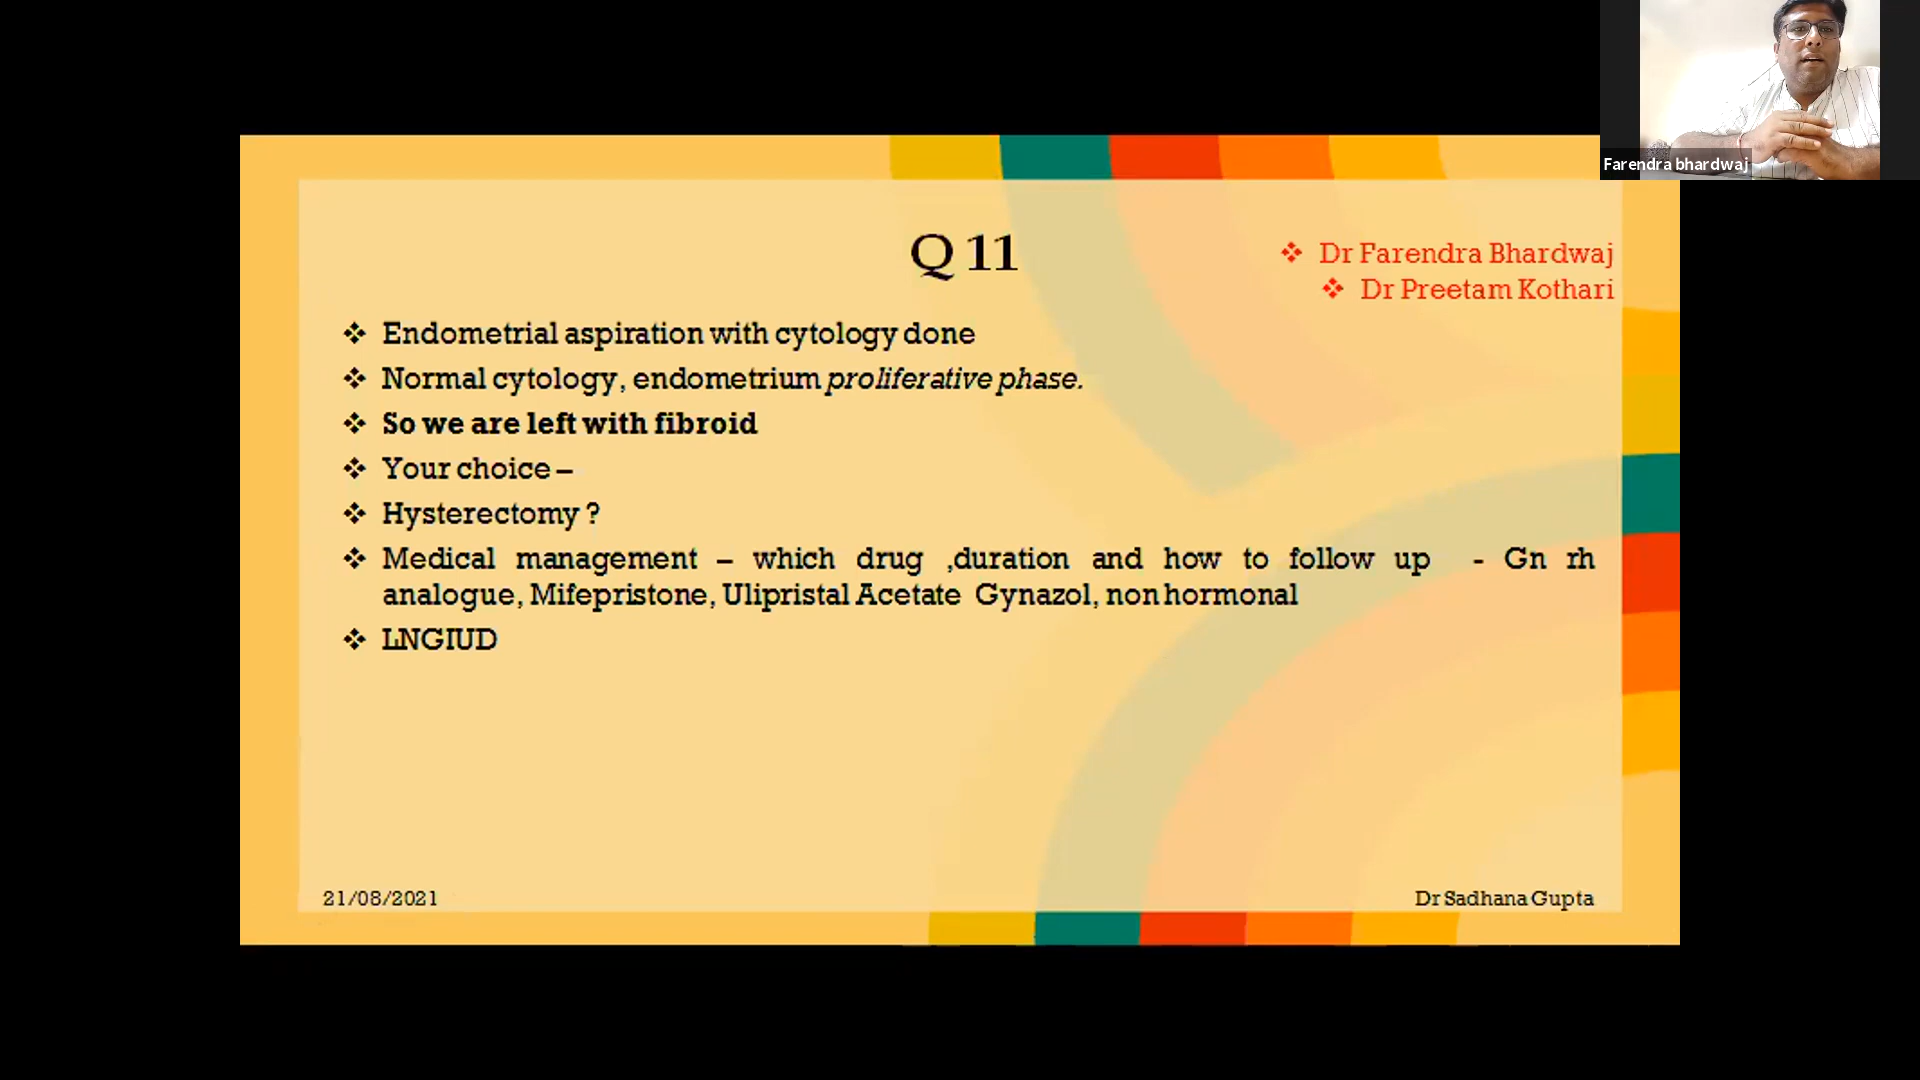 Farendra bhardwaj
Q 11
Dr Farendra Bhardwaj
Dr Preetam Kothari
Endometrial aspiration with cytology done
Normal cytology, endometrium proliferative phase.
So we are left with fibroid
Your choice –
Hysterectomy ?
Medical management – which drug ,duration and how to follow up - Gn rh
analogue, Mifepristone, Ulipristal Acetate Gynazol, non hormonal
LNGIUD
21/08/2021
Dr Sadhana Gupta